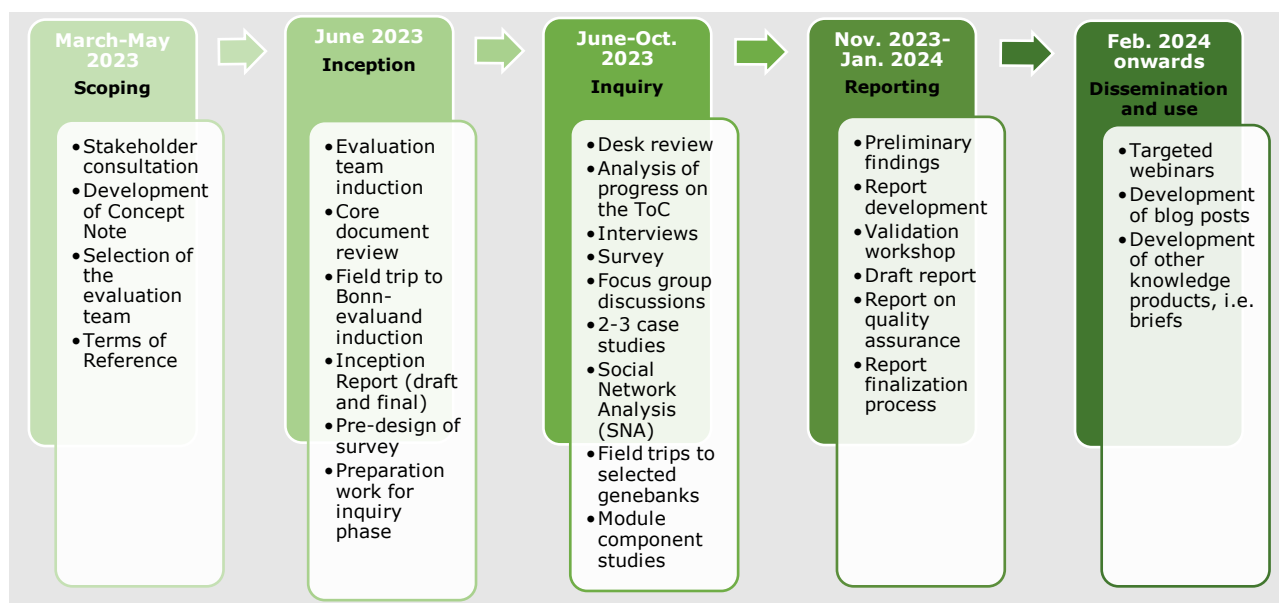 March-May
2023
Scoping
•Stakeholder
consultation
•Development
of Concept
Note
•Selection of
the
evaluation
team
•Terms of
Reference
June 2023
Inception
•Evaluation
team
induction
•Core
document
review
•Field trip to
Bonn-
evaluand
induction
•Inception
Report (draft
and final)
•Pre-design of
survey
•Preparation
work for
inquiry
phase
June-Oct.
2023
Inquiry
•Desk review
•Analysis of
progress on
the ToC
•Interviews
•Survey
•Focus group
discussions
•2-3 case
studies
•Social
Network
Analysis
(SNA)
•Field trips to
selected
genebanks
•Module
component
studies
Nov. 2023-
Jan. 2024
Reporting
•Preliminary
findings
•Report
development
•Validation
workshop
•Draft report
•Report on
quality
assurance
•Report
finalization
process
Feb. 2024
onwards
Dissemination
and use
•Targeted
webinars
•Development
of blog posts
•Development
of other
knowledge
products, i.e.
briefs